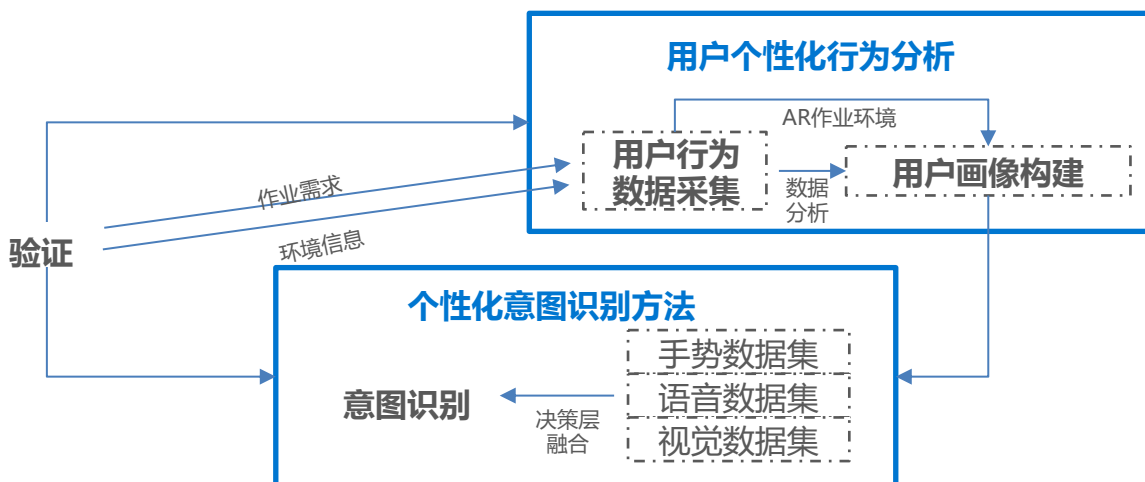 用户个性化行为分析
AR作业环境
用户行为
数据采集
用户画像构建
数据
分析
作业需求
环境信息
验证
个性化意图识别方法
手势数据集
语音数据集
视觉数据集
意图识别
决策层
融合